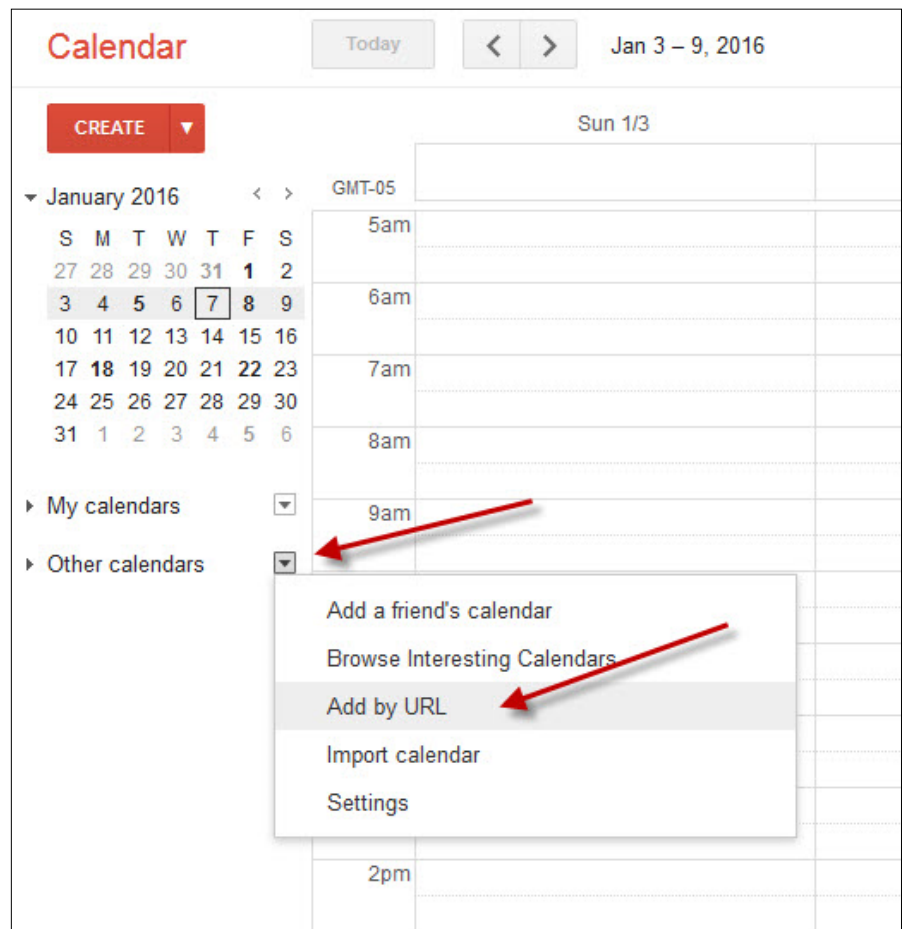 Calendar
Today
Jan 3 – 9, 2016
CREATE
Sun 1/3
January 2016
GMT-05
S M T W T F S
27 28 29 30 31 1 2
3 4 5 6 7 8 9
10 11 12 13 14 15 16
17 18 19 20 21 22 23
24 25 26 27 28 29 30
31 1 2 3 4 5 6
My calendars
Other calendars
5am
6am
7am
8am
9am
Add a friend's calendar
Browse Interesting Calendars
Add by URL
Import calendar
Settings
2pm